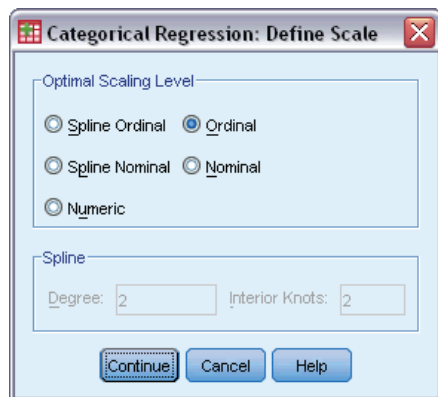 Categorical Regression: Define Scale
Optimal Scaling Level
Spline Ordinal Ordinal
Spline Nominal Nominal
Numeric
Spline
Degree: 2 Interior Knots: 2
Continue Cancel Help